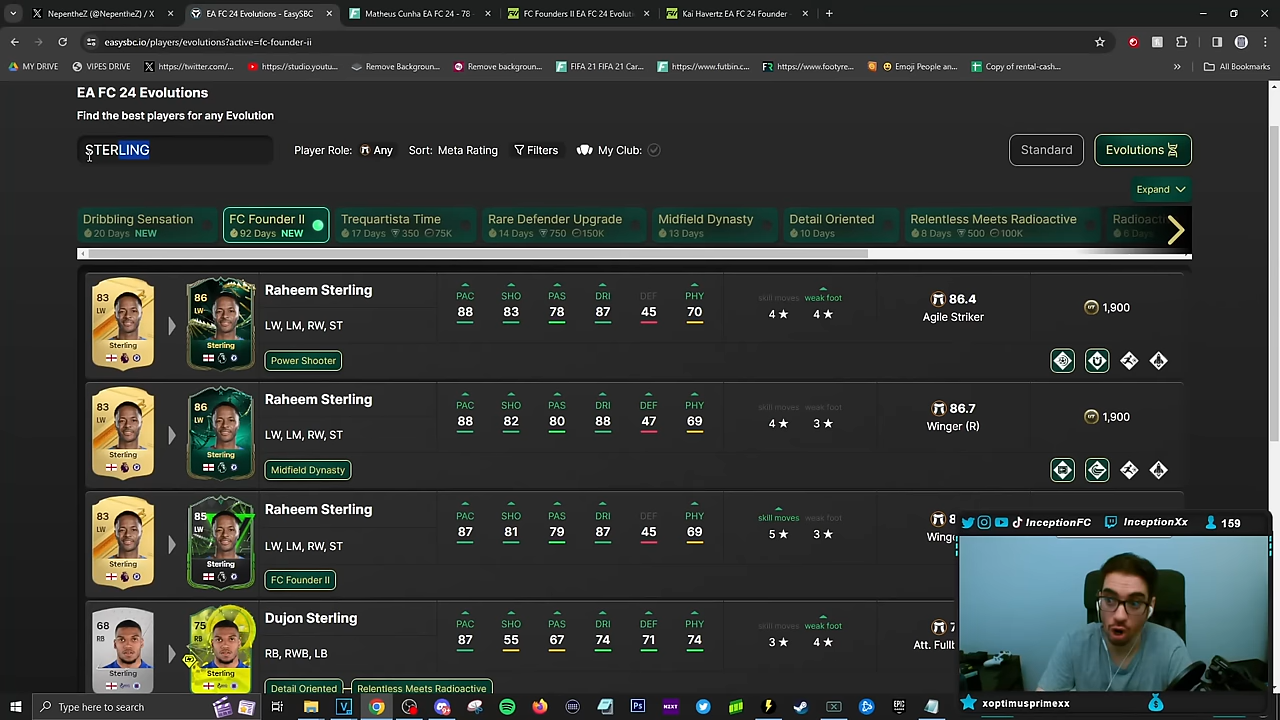 NepentheZ (@NepentheZ) / X
EA FC 24 Evolutions - EasySBC
Matheus Cunha EA FC 24 - 78
FC Founders II EA FC 24 Evoluti
Kai Havertz EA FC 24 Founder
easysbc.io/players/evolutions?active=fc-founder-ii
MY DRIVE
VIPES DRIVE
https://twitter.com/...
https://studio.youtu...
Remove Backgroun...
Remove backgroun...
FIFA 21 FIFA 21 Car...
https://www.futbin.c...
https://www.footyre...
Emoji People an...
Copy of rental-cash...
All Bookmarks
EA FC 24 Evolutions
Find the best players for any Evolution
STERLING
Player Role: Any
Sort: Meta Rating
Filters
My Club:
Standard
Evolutions
Expand
Dribbling Sensation
20 Days NEW
FC Founder II
92 Days NEW
Trequartista Time
17 Days 350 75K
Rare Defender Upgrade
14 Days 750 150K
Midfield Dynasty
13 Days
Detail Oriented
10 Days
Relentless Meets Radioactive
8 Days 500 100K
83 LW Sterling
86 LW Sterling
Raheem Sterling
LW, LM, RW, ST
Power Shooter
PAC SHO PAS DRI DEF PHY
88 83 78 87 45 70
skill moves weak foot
4★ 4★
86.4
Agile Striker
1,900
83 LW Sterling
86 LW Sterling
Raheem Sterling
LW, LM, RW, ST
Midfield Dynasty
PAC SHO PAS DRI DEF PHY
88 82 80 88 47 69
skill moves weak foot
4★ 3★
86.7
Winger (R)
1,900
83 LW Sterling
85 LW Sterling
Raheem Sterling
LW, LM, RW, ST
FC Founder II
PAC SHO PAS DRI DEF PHY
87 81 79 87 45 69
skill moves weak foot
5★ 3★
68 RB Sterling
75 RB Sterling
Dujon Sterling
RB, RWB, LB
Detail Oriented
Relentless Meets Radioactive
PAC SHO PAS DRI DEF PHY
87 55 67 74 71 74
skill moves weak foot
3★ 4★
InceptionFC
InceptionXx
159
xoptimusprimexx
Type here to search